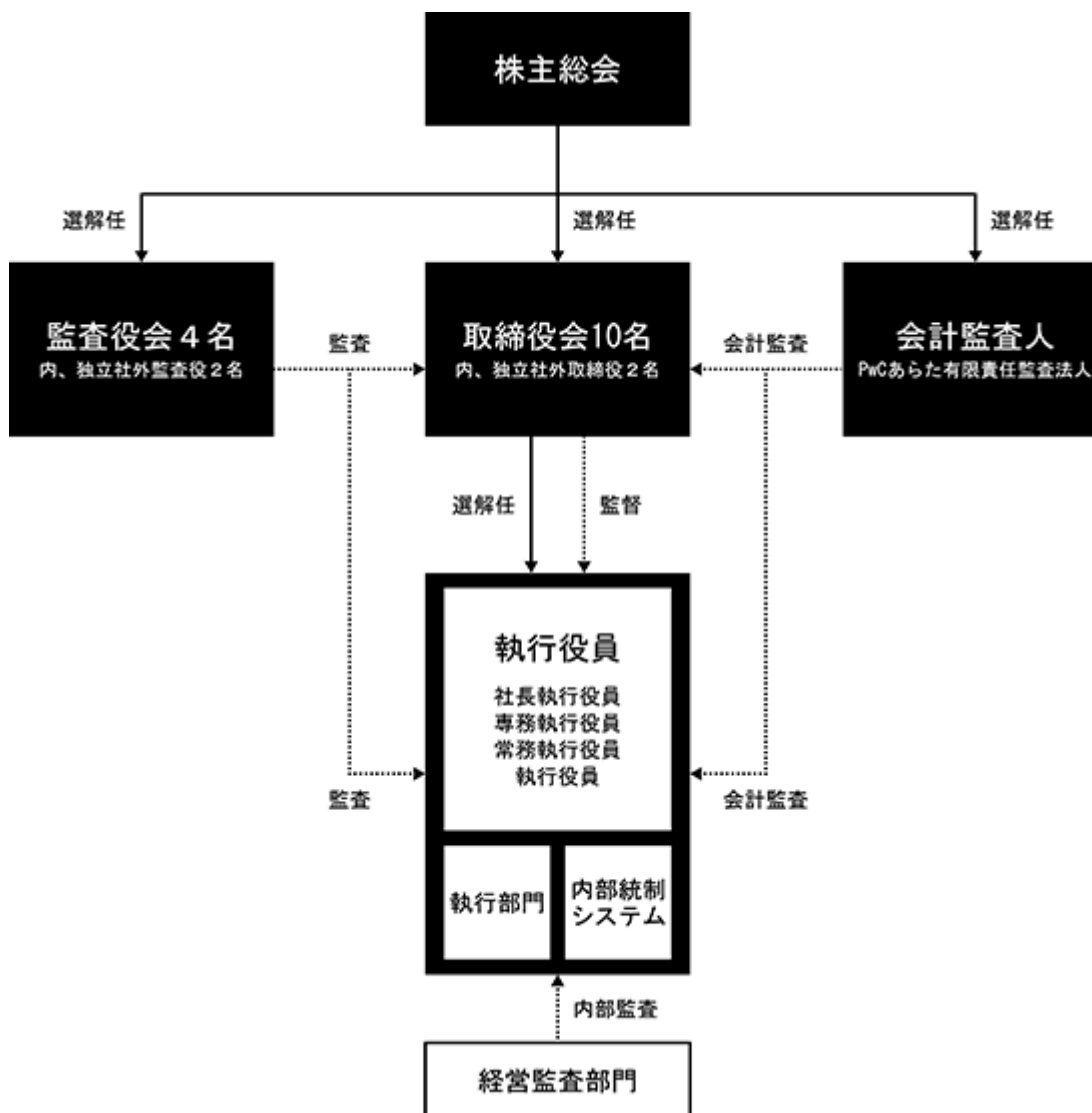 株主総会
選解任
選解任
選解任
監査役会４名
内、独立社外監査役２名
監査
取締役会10名
内、独立社外取締役２名
会計監査
会計監査人
PwCあらた有限責任監査法人
選解任
監督
執行役員
社長執行役員
専務執行役員
常務執行役員
執行役員
監査
会計監査
執行部門
内部統制
システム
内部監査
経営監査部門